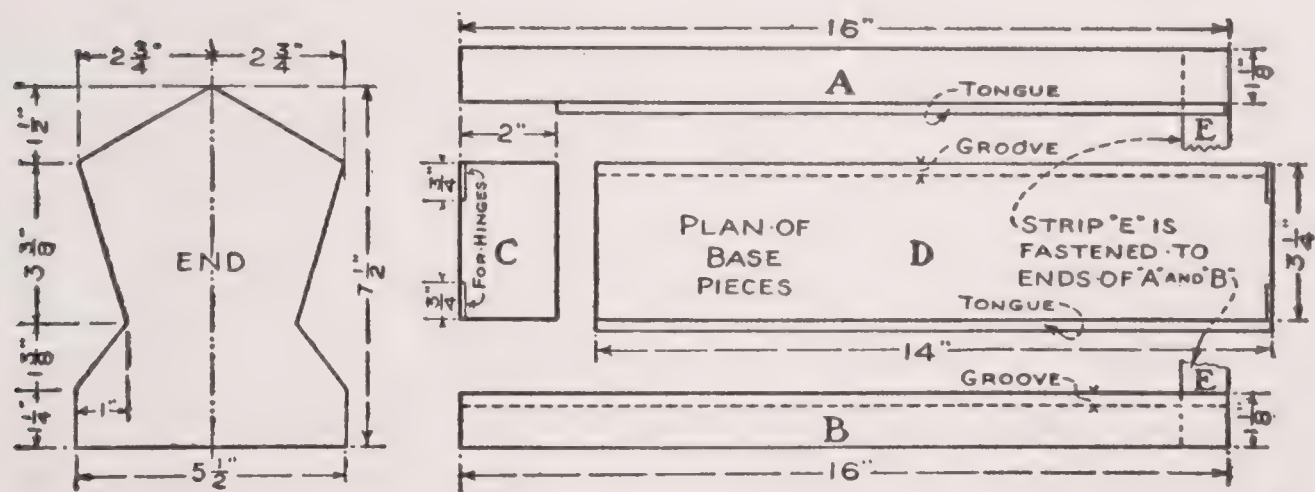 2 3/4" 2 3/4"
1 1/2"
3 3/8"
1 3/8"
1 1/4"
END
7 1/2"
1"
5 1/2"
16"
A
TONGUE
1 1/8"
E
2"
GROOVE
3/4"
FOR·HINGES
3/4"
C
PLAN·OF
BASE
PIECES
D
STRIP "E" IS
FASTENED·TO
ENDS·OF "A" AND "B"
3 1/4"
TONGUE
14"
E
GROOVE
B
1 1/8"
16"